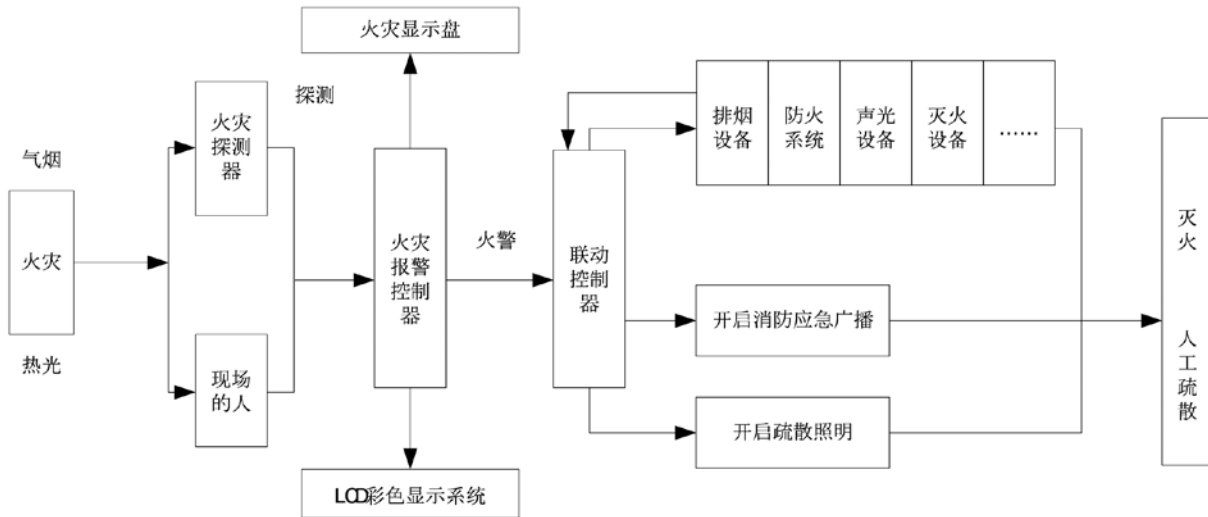 火灾显示盘
探测
火灾
探测
器
气烟
火灾
热光
现场
的人
火灾
报警
控制
器
火警
LCD彩色显示系统
联动
控制
器
排烟
设备
防火
系统
声光
设备
灭火
设备
······
开启消防应急广播
开启疏散照明
灭
火
人
工
疏
散